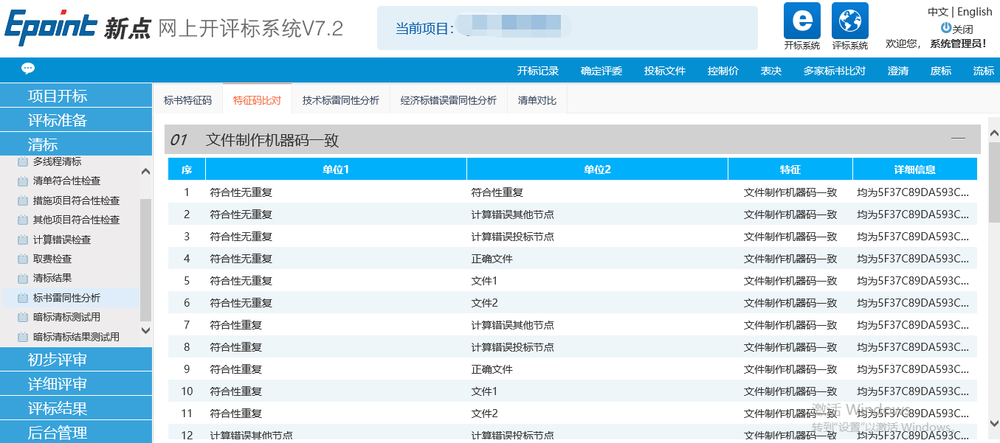 Epoint 新点 网上开评标系统V7.2
当前项目:
开标系统
评标系统
中文 | English
关闭
欢迎您， 系统管理员！
开标记录 确定评委 投标文件 控制价 表决 多家标书比对 澄清 废标 流标
项目开标
评标准备
清标
多线程清标
清单符合性检查
措施项目符合性检查
其他项目符合性检查
计算错误检查
取费检查
清标结果
标书雷同性分析
暗标清标测试用
暗标清标结果测试用
初步评审
详细评审
评标结果
后台管理
标书特征码 特征码比对 技术标雷同性分析 经济标错误雷同性分析 清单对比
01 文件制作机器码一致
序 单位1 单位2 特征 详细信息
1 符合性无重复 符合性重复 文件制作机器码一致 均为5F37C89DA593C...
2 符合性无重复 计算错误其他节点 文件制作机器码一致 均为5F37C89DA593C...
3 符合性无重复 计算错误投标节点 文件制作机器码一致 均为5F37C89DA593C...
4 符合性无重复 正确文件 文件制作机器码一致 均为5F37C89DA593C...
5 符合性无重复 文件1 文件制作机器码一致 均为5F37C89DA593C...
6 符合性无重复 文件2 文件制作机器码一致 均为5F37C89DA593C...
7 符合性重复 计算错误其他节点 文件制作机器码一致 均为5F37C89DA593C...
8 符合性重复 计算错误投标节点 文件制作机器码一致 均为5F37C89DA593C...
9 符合性重复 正确文件 文件制作机器码一致 均为5F37C89DA593C...
10 符合性重复 文件1 文件制作机器码一致 均为5F37C89DA593C...
11 符合性重复 文件2 文件制作机器码一致 均为5F37C89DA593C...
12 计算错误其他节点 计算错误投标节点 文件制作机器码一致 均为5F37C89DA593C...
激活 Windows
转到"设置"以激活 Windows。